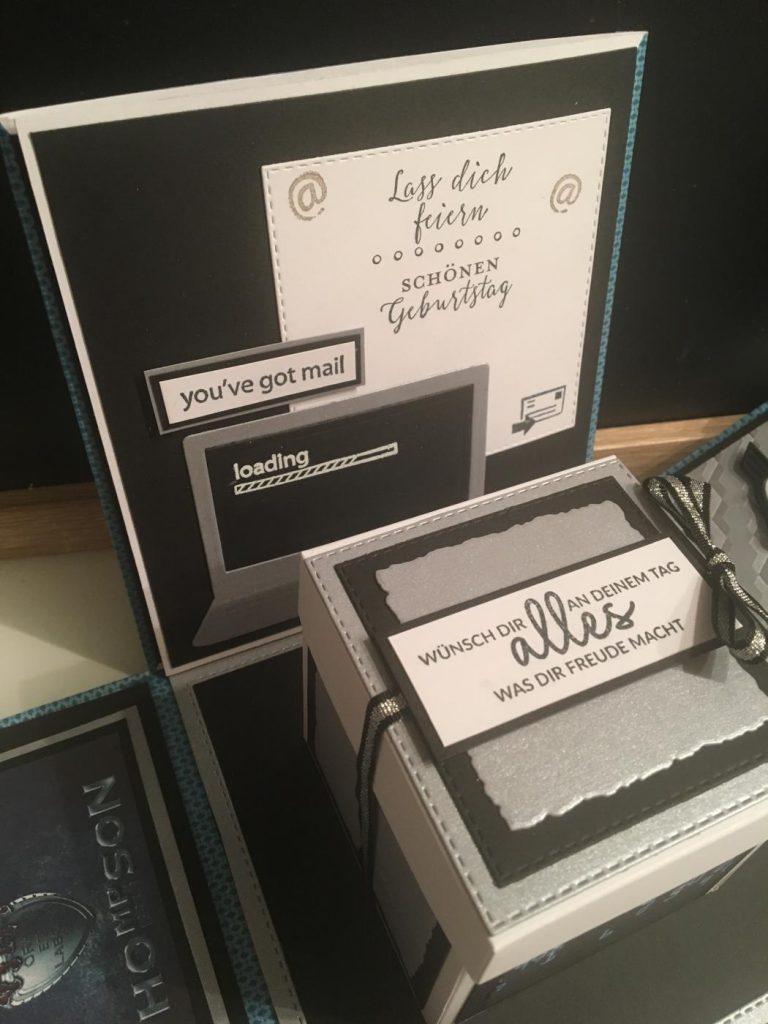 @
@
Lass dich
feiern
SCHÖNEN
Geburtstag
you've got mail
loading
WÜNSCH DIR alles AN DEINEM TAG
WAS DIR FREUDE MACHT
HOMPSON